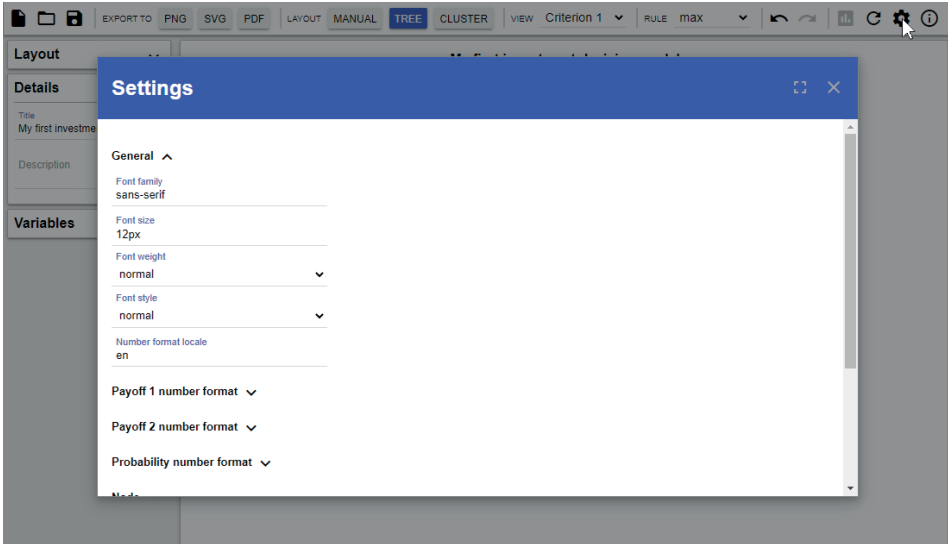 EXPORT TO PNG SVG PDF LAYOUT MANUAL TREE CLUSTER VIEW Criterion 1 RULE max
Layout
Details
Title
My first investme
Description
Variables
Settings
General
Font family
sans-serif
Font size
12px
Font weight
normal
Font style
normal
Number format locale
en
Payoff 1 number format
Payoff 2 number format
Probability number format
Node